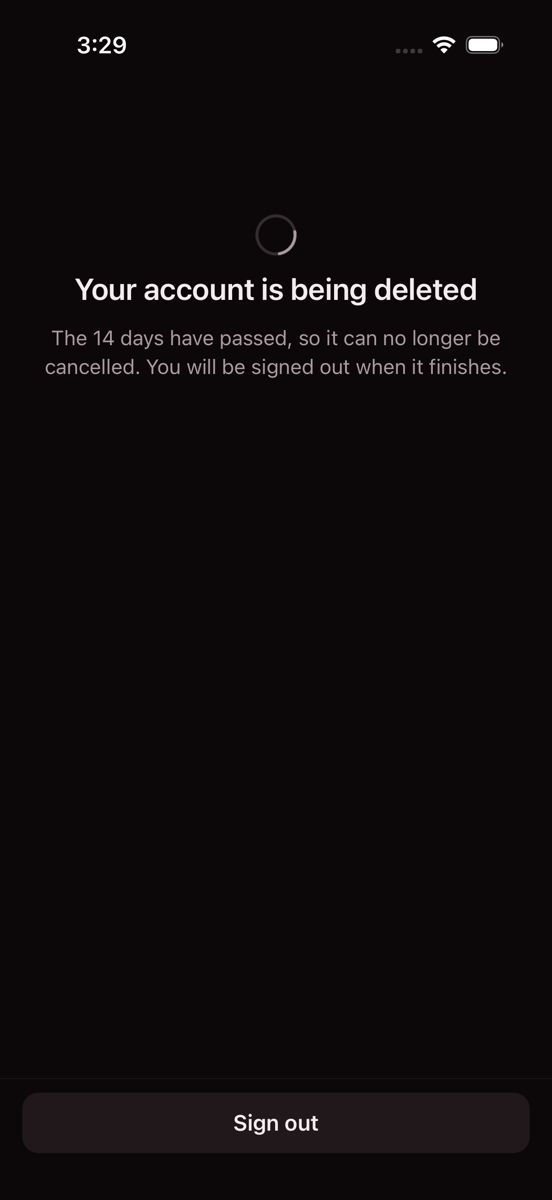 3:29
Your account is being deleted
The 14 days have passed, so it can no longer be
cancelled. You will be signed out when it finishes.
Sign out